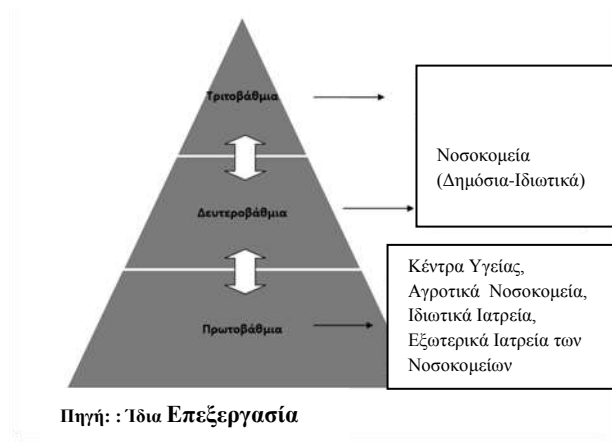 Τριτοβάθμια
Νοσοκομεία
(Δημόσια-Ιδιωτικά)
Δευτεροβάθμια
Κέντρα Υγείας,
Αγροτικά Νοσοκομεία,
Ιδιωτικά Ιατρεία,
Εξωτερικά Ιατρεία των
Νοσοκομείων
Πρωτοβάθμια
Πηγή: : Ίδια Επεξεργασία